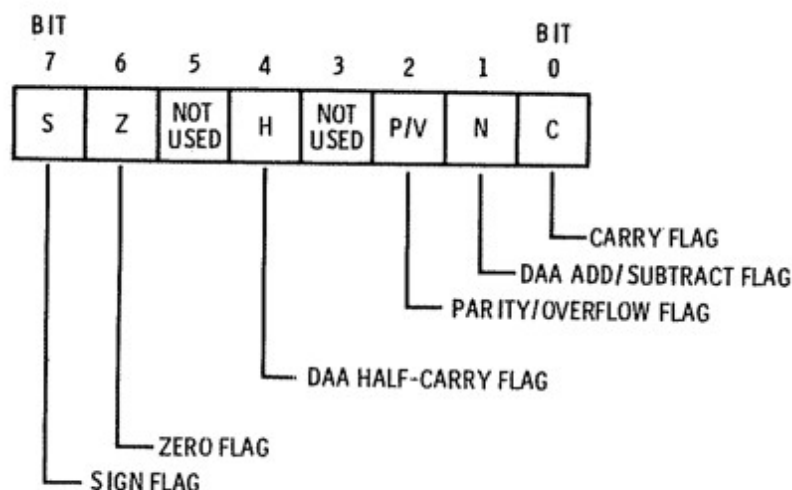 BIT BIT
7 6 5 4 3 2 1 0
S Z NOT USED H NOT USED P/V N C
CARRY FLAG
DAA ADD/SUBTRACT FLAG
PARITY/OVERFLOW FLAG
DAA HALF-CARRY FLAG
ZERO FLAG
SIGN FLAG